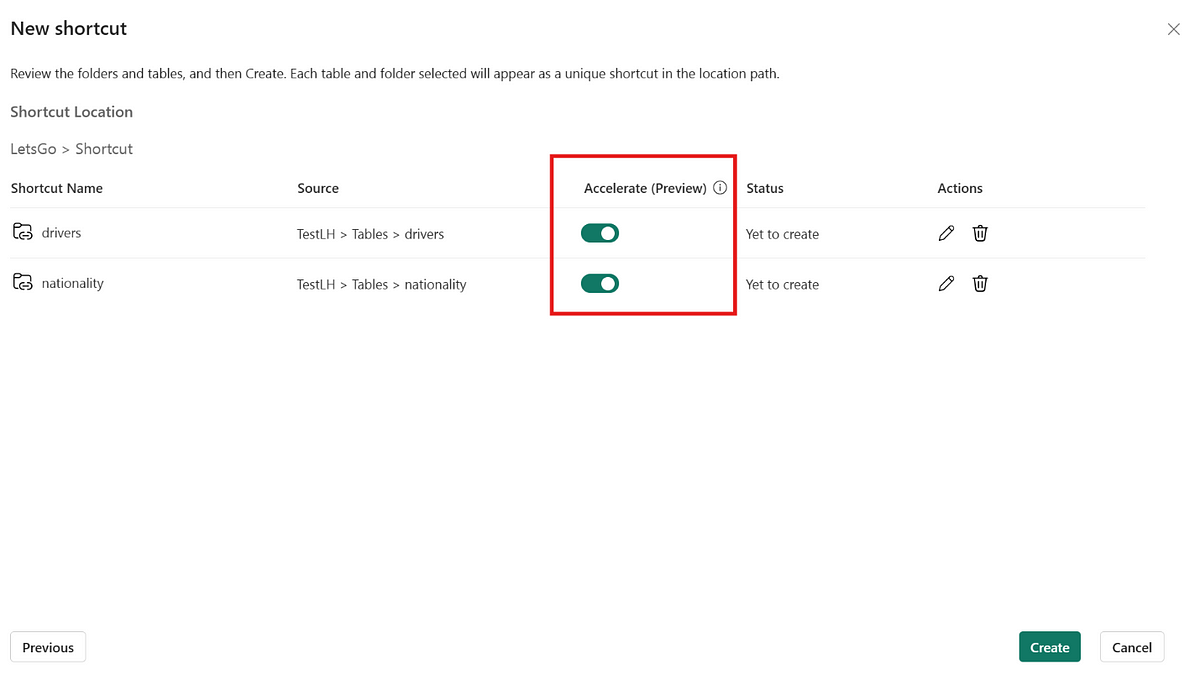 New shortcut
Review the folders and tables, and then Create. Each table and folder selected will appear as a unique shortcut in the location path.
Shortcut Location
LetsGo > Shortcut
Shortcut Name Source Accelerate (Preview) Status Actions
drivers TestLH > Tables > drivers Yet to create
nationality TestLH > Tables > nationality Yet to create
Previous Create Cancel